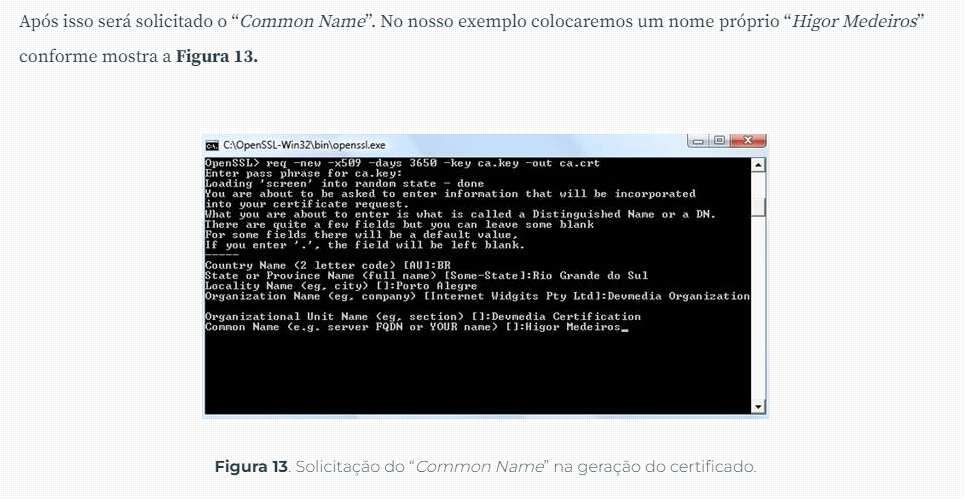 Após isso será solicitado o “Common Name”. No nosso exemplo colocaremos um nome próprio “Higor Medeiros”
conforme mostra a Figura 13.
C:\OpenSSL-Win32\bin\openssl.exe
OpenSSL> req -new -x509 -days 3650 -key ca.key -out ca.crt
Enter pass phrase for ca.key:
Loading 'screen' into random state - done
You are about to be asked to enter information that will be incorporated
into your certificate request.
What you are about to enter is what is called a Distinguished Name or a DN.
There are quite a few fields but you can leave some blank
For some fields there will be a default value,
If you enter '.', the field will be left blank.
-----
Country Name (2 letter code) [AU]:BR
State or Province Name (full name) [Some-State]:Rio Grande do Sul
Locality Name (eg, city) []:Porto Alegre
Organization Name (eg, company) [Internet Widgits Pty Ltd]:Devmedia Organization
Organizational Unit Name (eg, section) []:Devmedia Certification
Common Name (e.g. server FQDN or YOUR name) []:Higor Medeiros_
Figura 13. Solicitação do “Common Name” na geração do certificado.